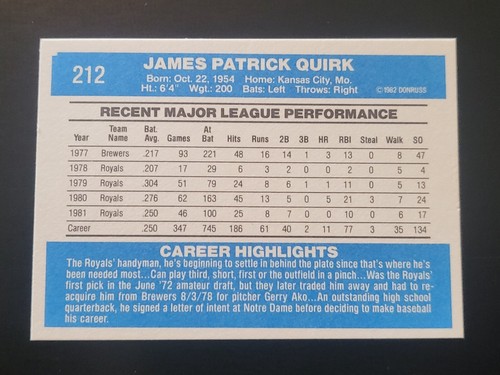 212
JAMES PATRICK QUIRK
Born: Oct. 22, 1954 Home: Kansas City, Mo.
Ht.: 6'4" Wgt.: 200 Bats: Left Throws: Right © 1982 DONRUSS
RECENT MAJOR LEAGUE PERFORMANCE
Year Team Name Bat. Avg. Games At Bat Hits Runs 2B 3B HR RBI Steal Walk SO
1977 Brewers .217 93 221 48 16 14 1 3 13 0 8 47
1978 Royals .207 17 29 6 3 2 0 0 2 0 5 4
1979 Royals .304 51 79 24 8 6 1 1 11 0 5 13
1980 Royals .276 62 163 45 13 5 0 5 21 3 7 24
1981 Royals .250 46 100 25 8 7 0 0 10 0 6 17
Career .250 347 745 186 61 40 2 11 77 3 35 134
CAREER HIGHLIGHTS
The Royals' handyman, he's beginning to settle in behind the plate since that's where he's
been needed most...Can play third, short, first or the outfield in a pinch...Was the Royals'
first pick in the June '72 amateur draft, but they later traded him away and had to re-
acquire him from Brewers 8/3/78 for pitcher Gerry Ako...An outstanding high school
quarterback, he signed a letter of intent at Notre Dame before deciding to make baseball
his career.